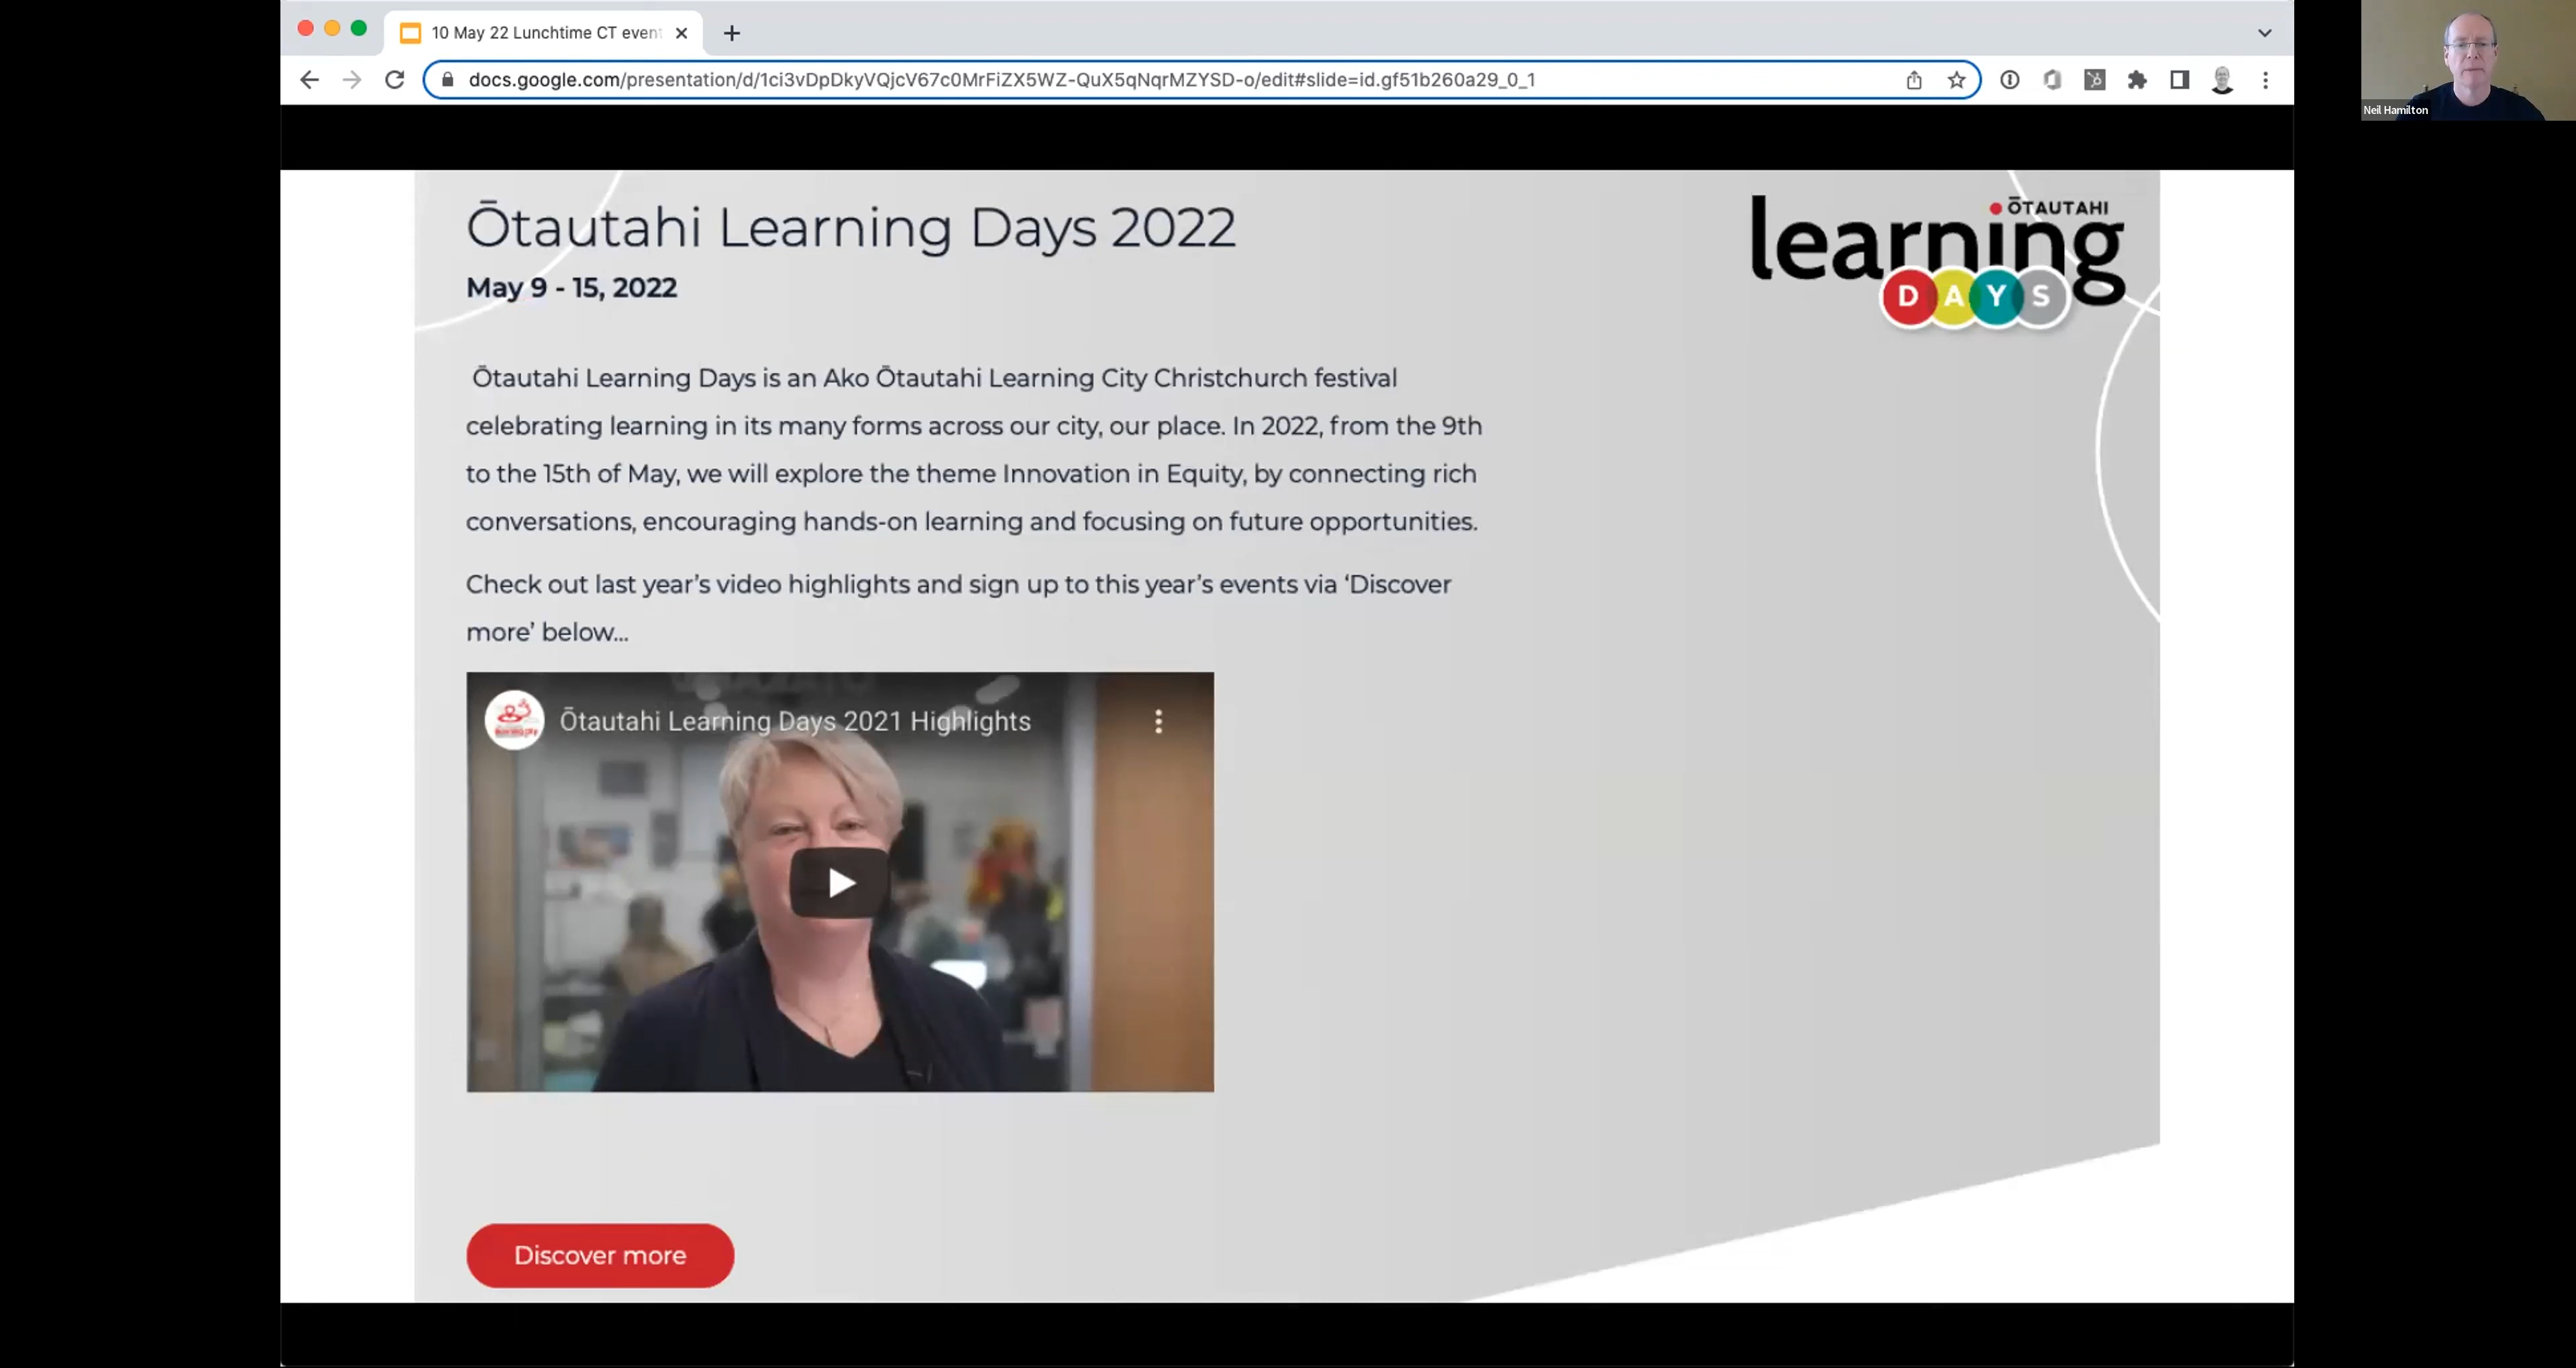 10 May 22 Lunchtime CT even
docs.google.com/presentation/d/1ci3vDpDkyVQjcV67c0MrFiZX5WZ-QuX5qNqrMZYSD-o/edit#slide=id.gf51b260a29_0_1
Neil Hamilton
Ōtautahi Learning Days 2022
May 9 - 15, 2022
ŌTAUTAHI
learning
DAYS
Ōtautahi Learning Days is an Ako Ōtautahi Learning City Christchurch festival
celebrating learning in its many forms across our city, our place. In 2022, from the 9th
to the 15th of May, we will explore the theme Innovation in Equity, by connecting rich
conversations, encouraging hands-on learning and focusing on future opportunities.
Check out last year’s video highlights and sign up to this year’s events via ‘Discover
more’ below...
Ōtautahi Learning Days 2021 Highlights
Discover more